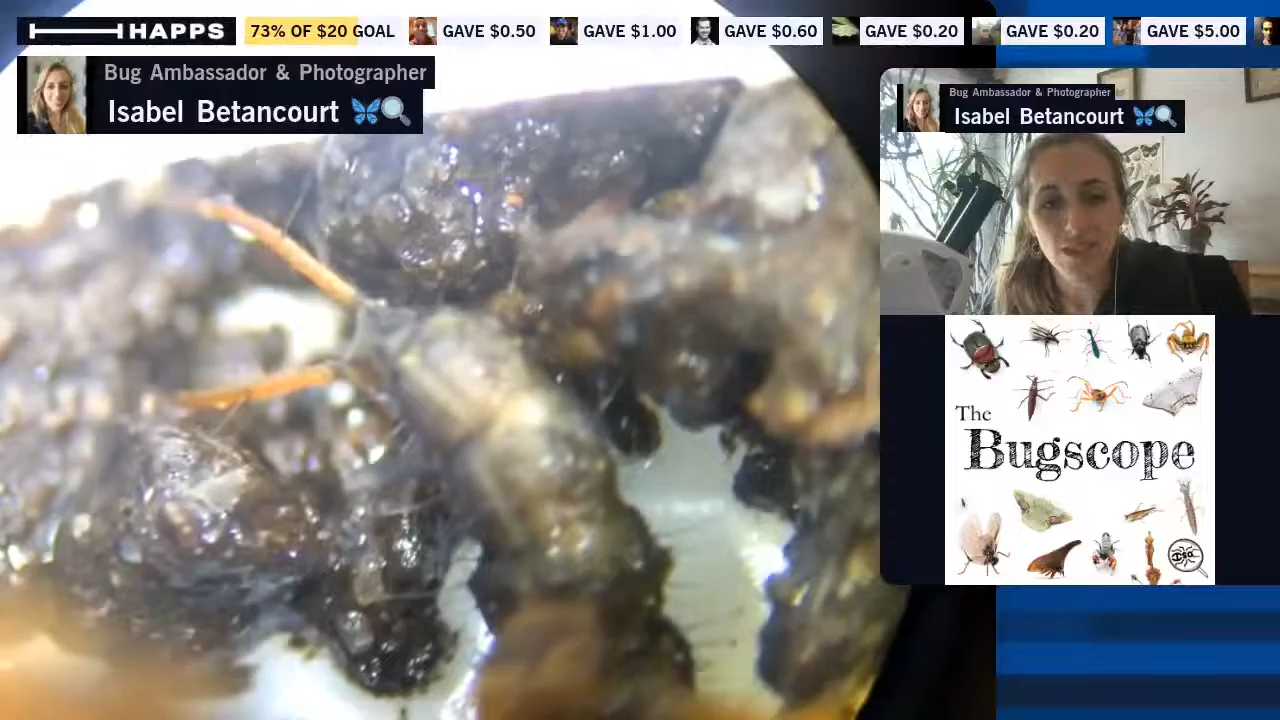 HAPPS
73% OF $20 GOAL
GAVE $0.50
GAVE $1.00
GAVE $0.60
GAVE $0.20
GAVE $0.20
GAVE $5.00
Bug Ambassador & Photographer
Isabel Betancourt
Bug Ambassador & Photographer
Isabel Betancourt
The
Bugscope